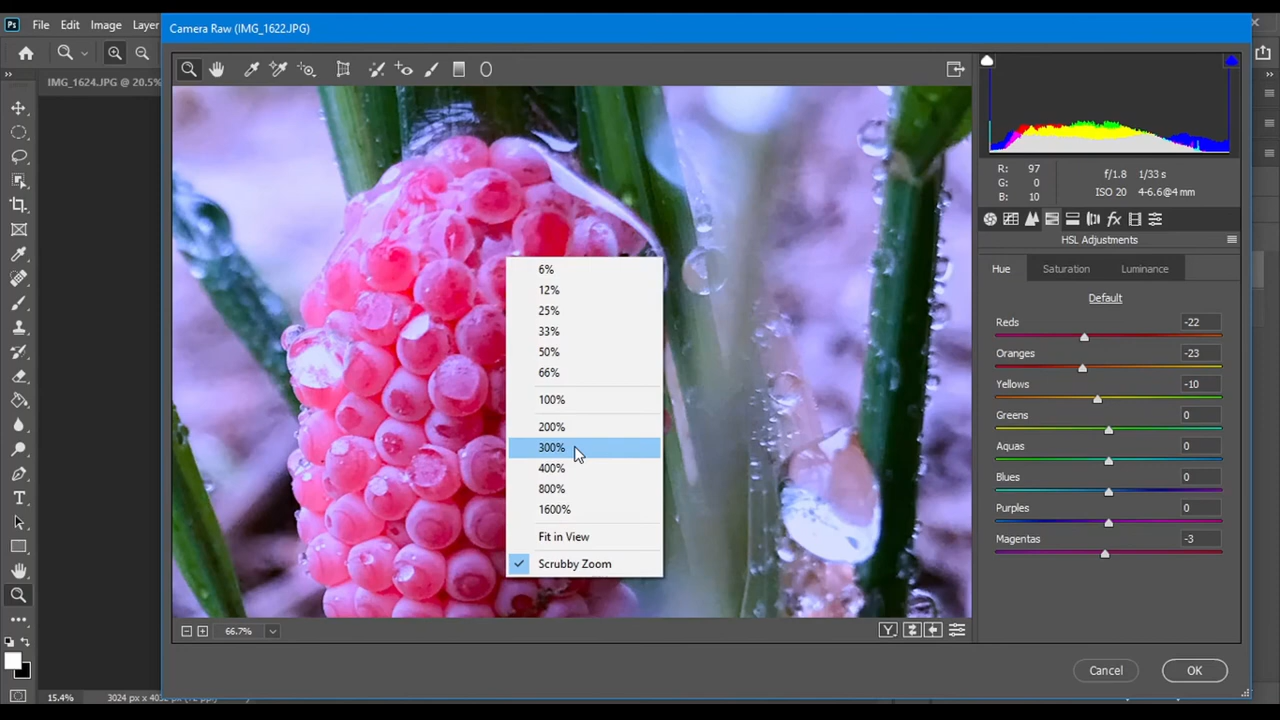 Ps File Edit Image Layer
Camera Raw (IMG_1622.JPG)
IMG_1624.JPG @ 20.5%
R: 97
G: 0
B: 10
f/1.8 1/33 s
ISO 20 4-6.6@4 mm
HSL Adjustments
Hue Saturation Luminance
Default
Reds -22
Oranges -23
Yellows -10
Greens 0
Aquas 0
Blues 0
Purples 0
Magentas -3
6%
12%
25%
33%
50%
66%
100%
200%
300%
400%
800%
1600%
Fit in View
Scrubby Zoom
66.7%
Y
Cancel OK
15.4% 3024 px x